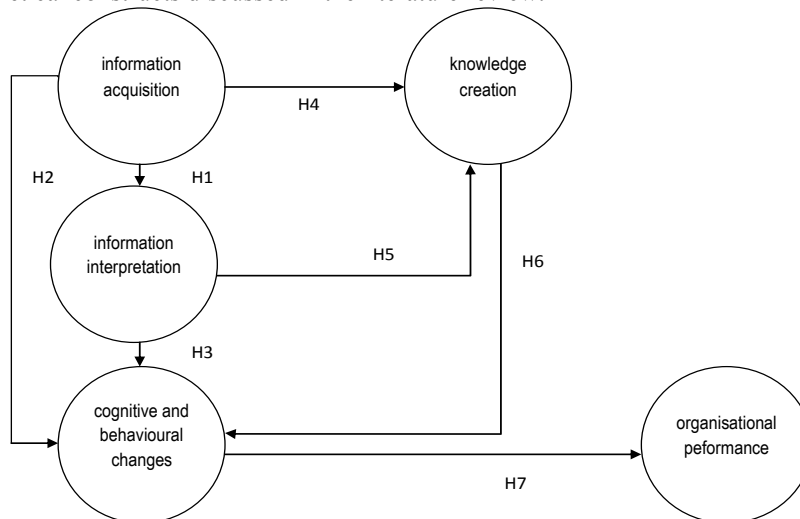 information
acquisition
knowledge
creation
H4
H2
H1
information
interpretation
H5
H6
H3
cognitive and
behavioural
changes
organisational
peformance
H7